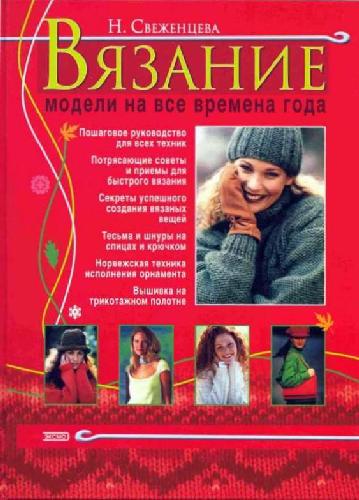 Н. Свеженцева
Вязание
модели на все времена года
Пошаговое руководство
для всех техник
Потрясающие советы
и приемы для
быстрого вязания
Секреты успешного
создания вязаных
вещей
Тесьма и шнуры на
спицах и крючком
Норвежская техника
исполнения орнамента
Вышивка на
трикотажном полотне
ЭКСМО